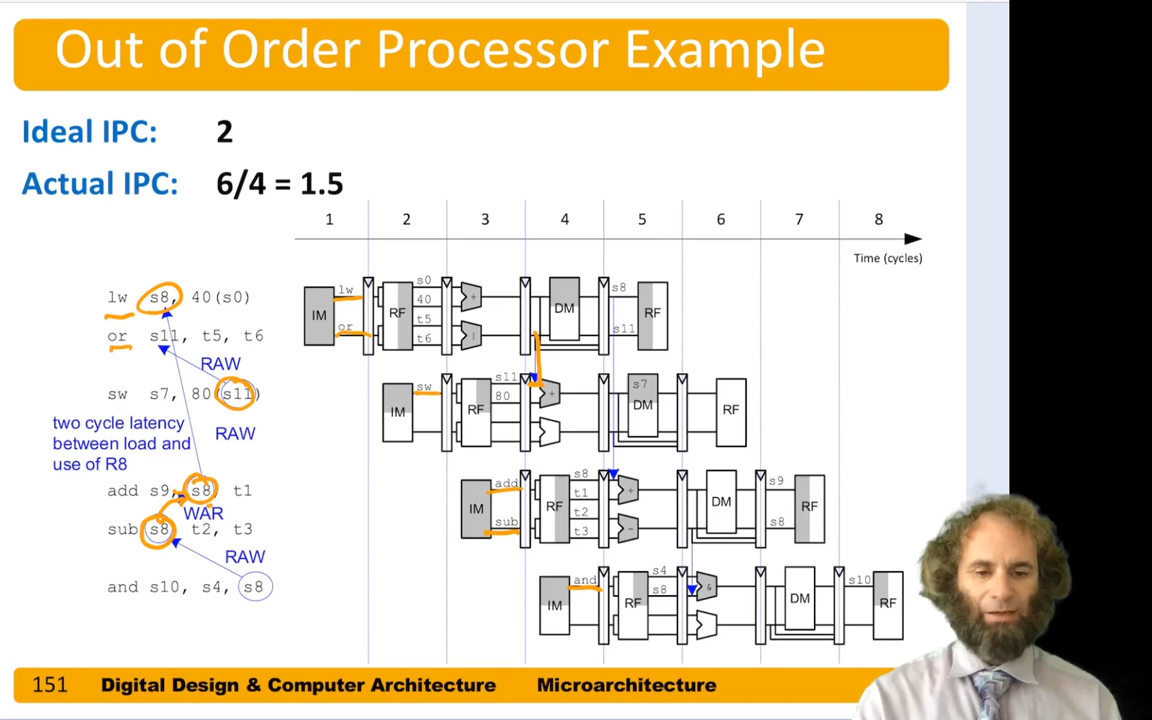 Out of Order Processor Example
Ideal IPC: 2
Actual IPC: 6/4 = 1.5
1 2 3 4 5 6 7 8
Time (cycles)
lw s8, 40(s0)
or s11, t5, t6
RAW
sw s7, 80(s11)
two cycle latency
between load and
use of R8
RAW
add s9, s8, t1
WAR
sub s8, t2, t3
RAW
and s10, s4, s8
IM
lw
or
RF
s0
40
t5
t6
+
|
DM
s8
s11
RF
IM
sw
RF
s11
80
+
s7
DM
RF
IM
add
sub
RF
s8
t1
t2
t3
+
-
DM
s9
s8
RF
IM
and
RF
s4
s8
&
DM
s10
RF
151 Digital Design & Computer Architecture Microarchitecture